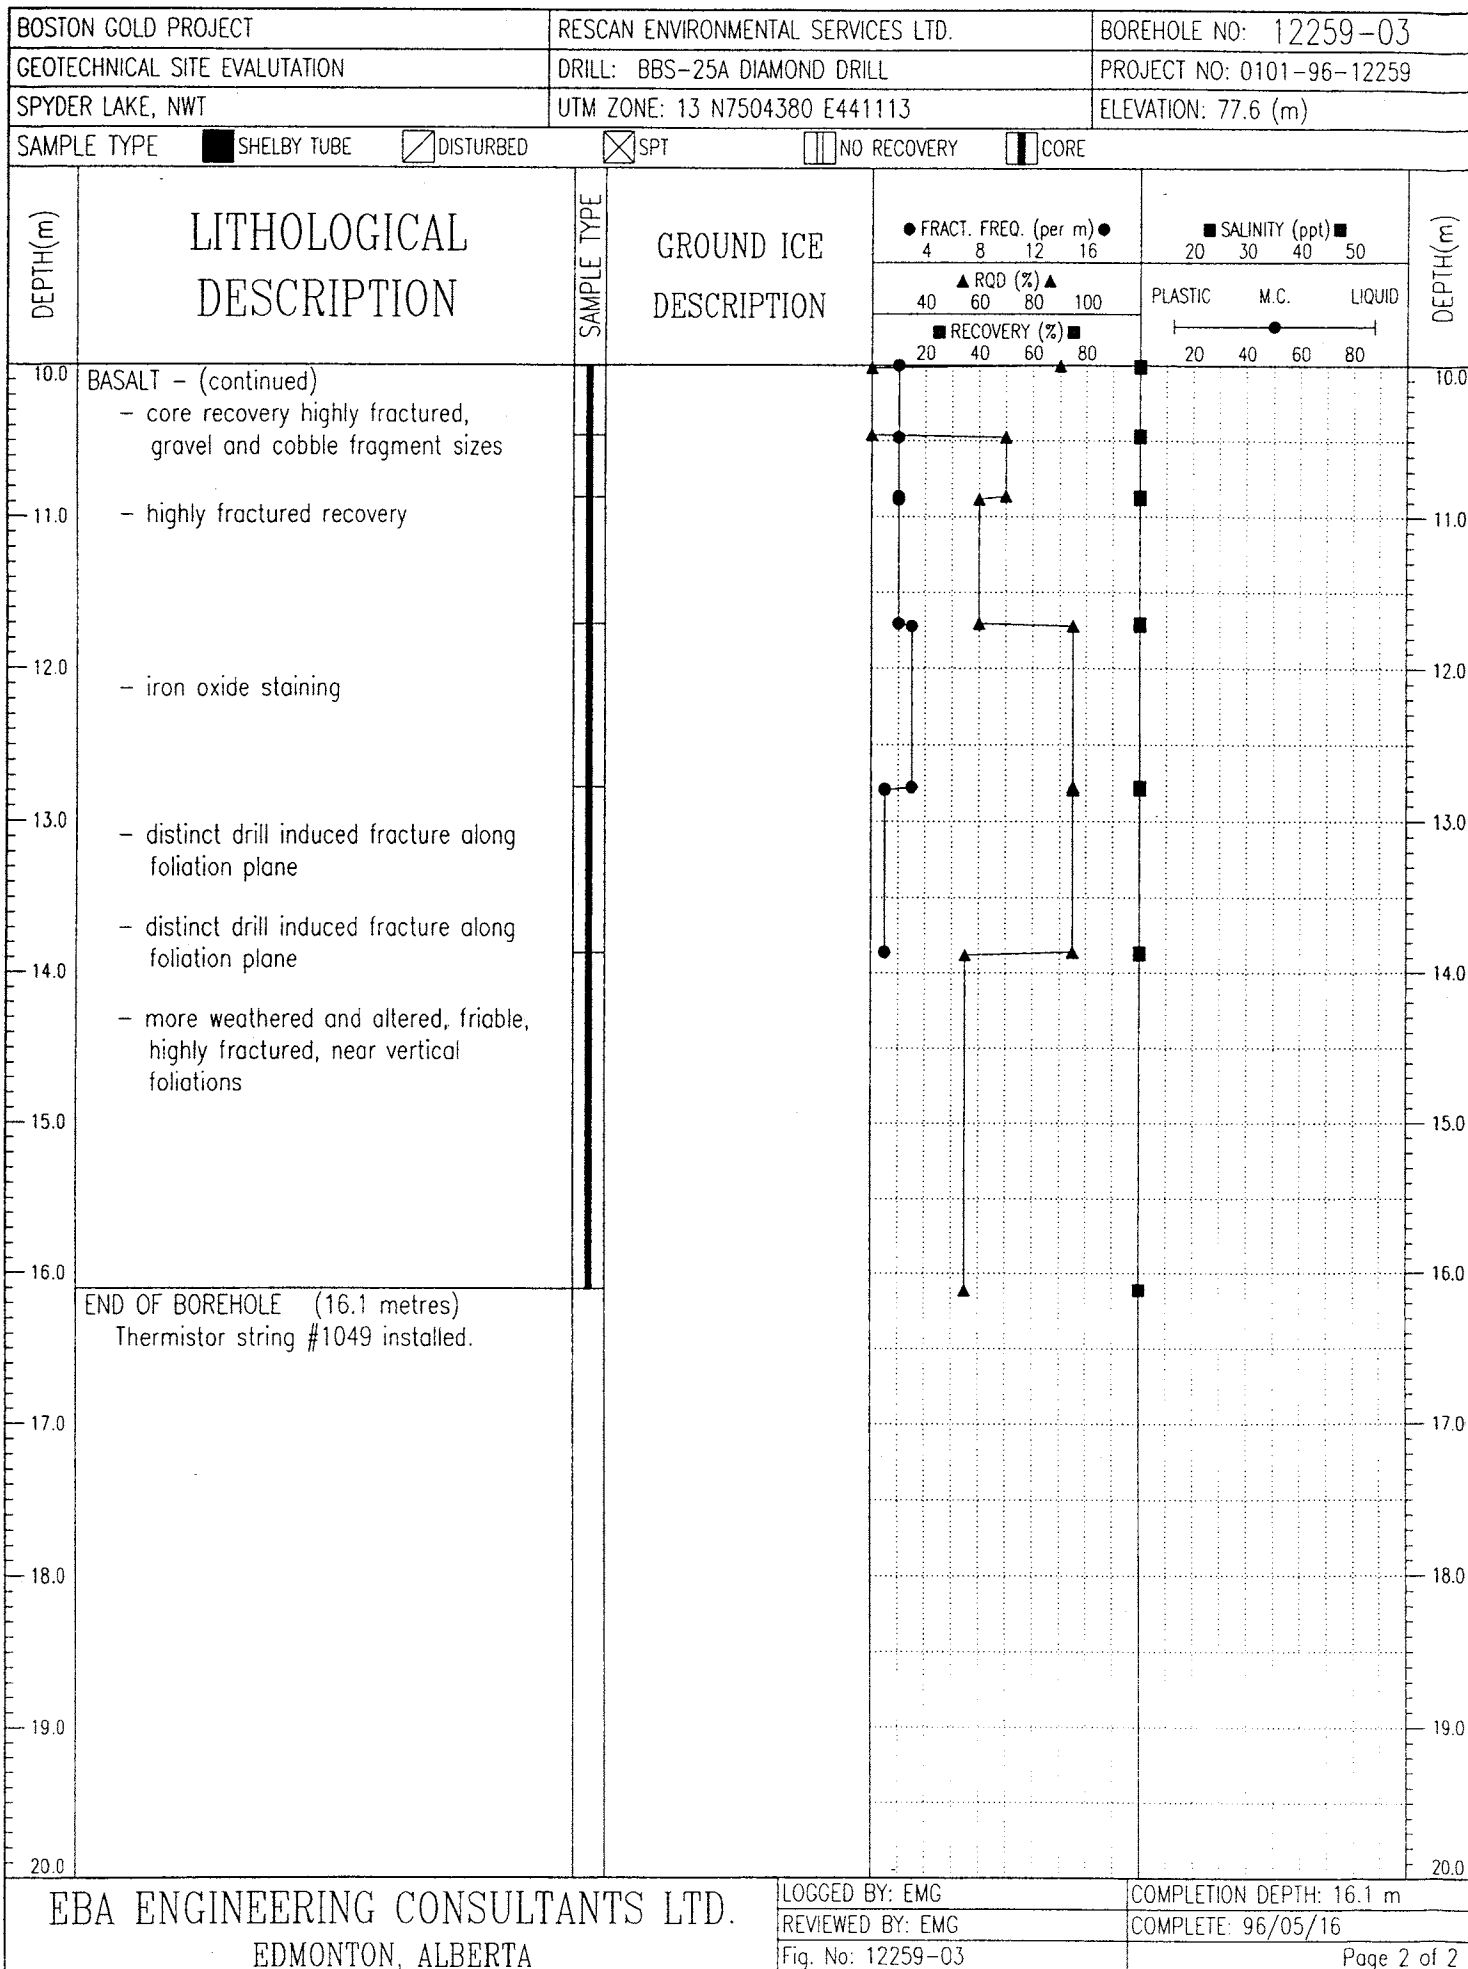 BOSTON GOLD PROJECT
RESCAN ENVIRONMENTAL SERVICES LTD.
BOREHOLE NO: 12259-03
GEOTECHNICAL SITE EVALUTATION
DRILL: BBS-25A DIAMOND DRILL
PROJECT NO: 0101-96-12259
SPYDER LAKE, NWT
UTM ZONE: 13 N7504380 E441113
ELEVATION: 77.6 (m)
SAMPLE TYPE SHELBY TUBE DISTURBED SPT NO RECOVERY CORE
DEPTH(m)
LITHOLOGICAL
DESCRIPTION
SAMPLE TYPE
GROUND ICE
DESCRIPTION
FRACT. FREQ. (per m)
4 8 12 16
RQD (%)
40 60 80 100
RECOVERY (%)
20 40 60 80
SALINITY (ppt)
20 30 40 50
PLASTIC M.C. LIQUID
20 40 60 80
DEPTH(m)
10.0
11.0
12.0
13.0
14.0
15.0
16.0
17.0
18.0
19.0
20.0
BASALT - (continued)
- core recovery highly fractured,
gravel and cobble fragment sizes
- highly fractured recovery
- iron oxide staining
- distinct drill induced fracture along
foliation plane
- distinct drill induced fracture along
foliation plane
- more weathered and altered, friable,
highly fractured, near vertical
foliations
END OF BOREHOLE (16.1 metres)
Thermistor string #1049 installed.
10.0
11.0
12.0
13.0
14.0
15.0
16.0
17.0
18.0
19.0
20.0
EBA ENGINEERING CONSULTANTS LTD.
EDMONTON, ALBERTA
LOGGED BY: EMG
COMPLETION DEPTH: 16.1 m
REVIEWED BY: EMG
COMPLETE: 96/05/16
Fig. No: 12259-03
Page 2 of 2